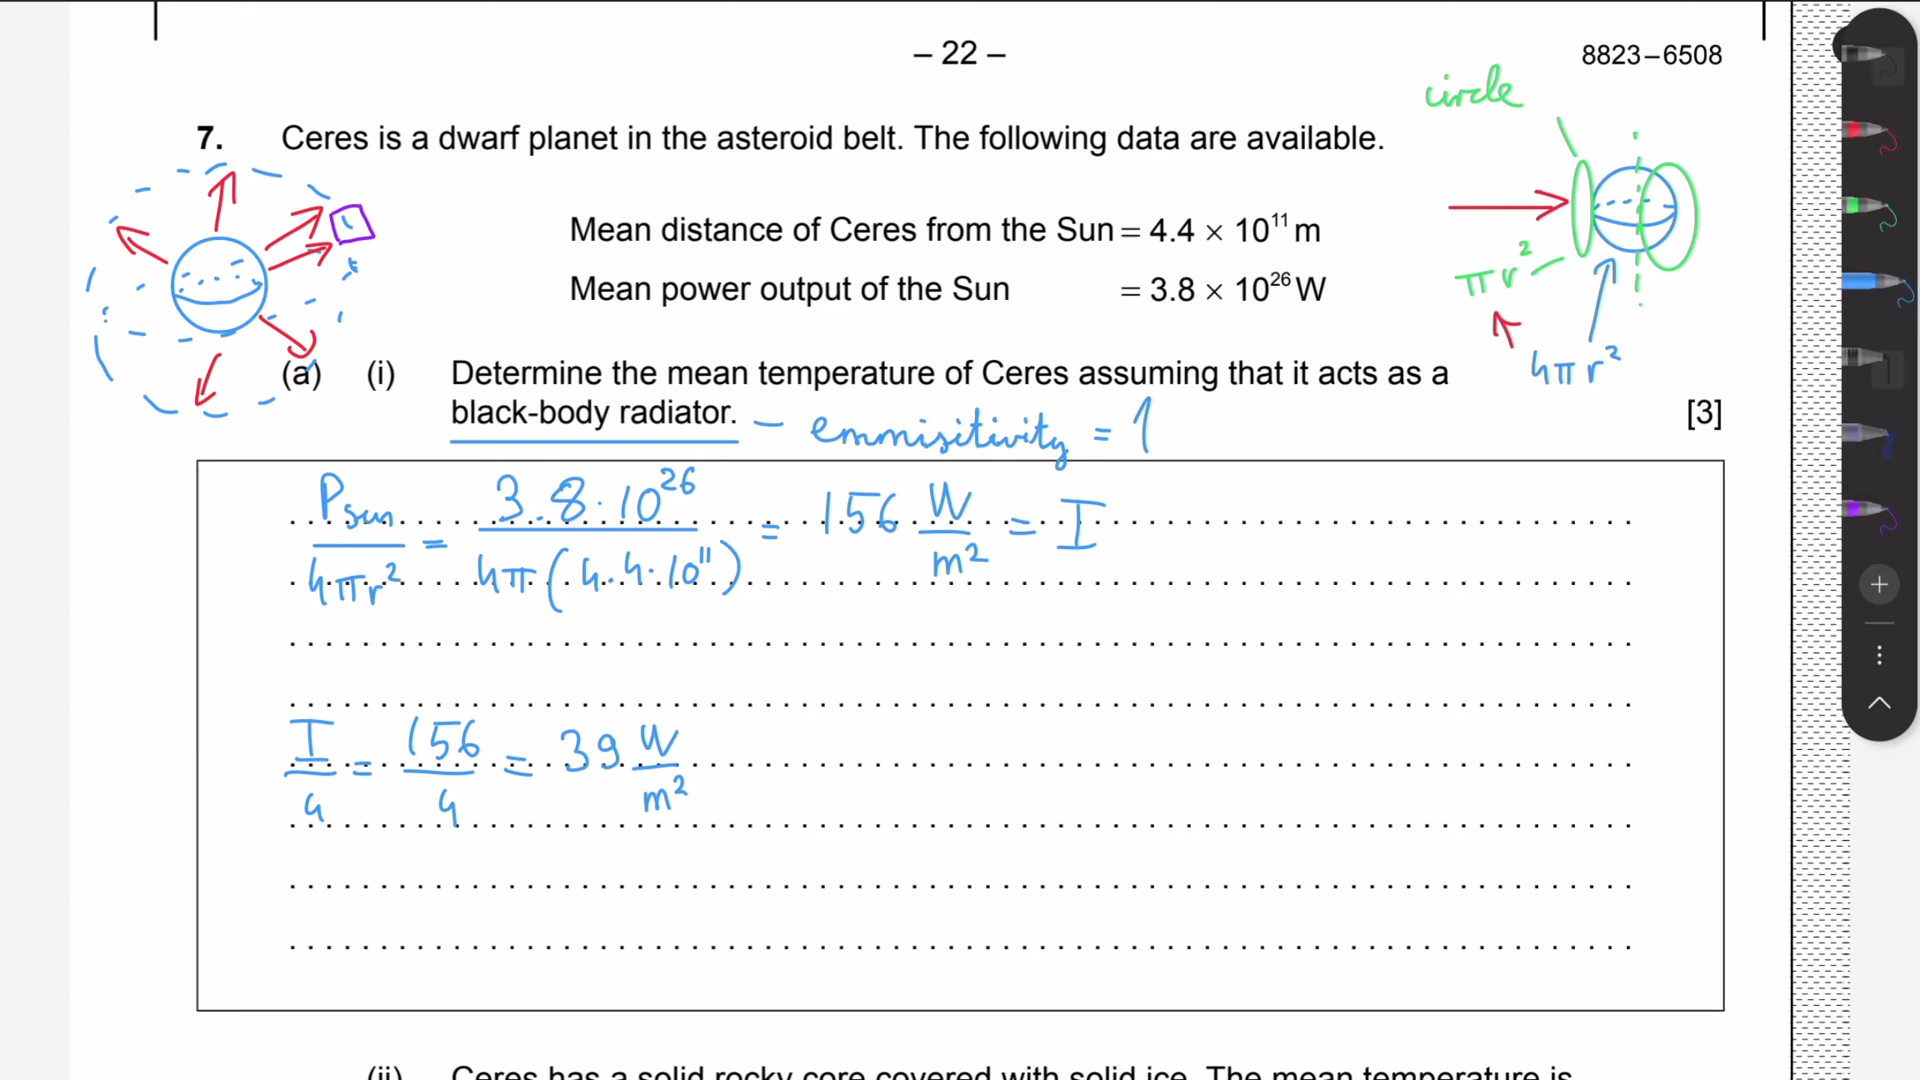 – 22 –
8823–6508
circle
7. Ceres is a dwarf planet in the asteroid belt. The following data are available.
Mean distance of Ceres from the Sun = 4.4 × 10¹¹ m
πr²
Mean power output of the Sun = 3.8 × 10²⁶ W
4πr²
(a) (i) Determine the mean temperature of Ceres assuming that it acts as a
black-body radiator. – emmisitivity = 1 [3]
P_sun / 4πr² = 3.8·10²⁶ / 4π(4.4·10¹¹) = 156 W/m² = I
I/4 = 156/4 = 39 W/m²
(ii) Ceres has a solid rocky core covered with solid ice. The mean temperature is